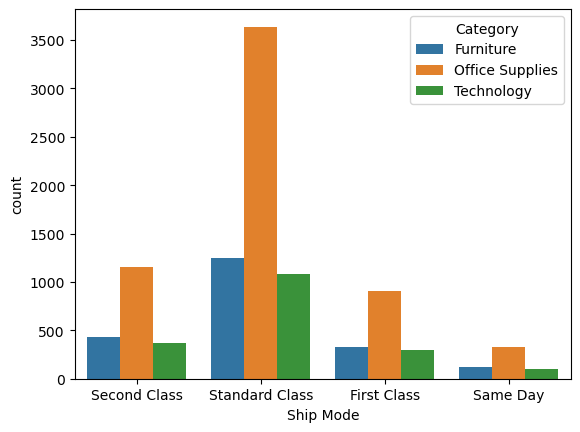 Category
Furniture
Office Supplies
Technology
count
3500
3000
2500
2000
1500
1000
500
0
Second Class
Standard Class
First Class
Same Day
Ship Mode